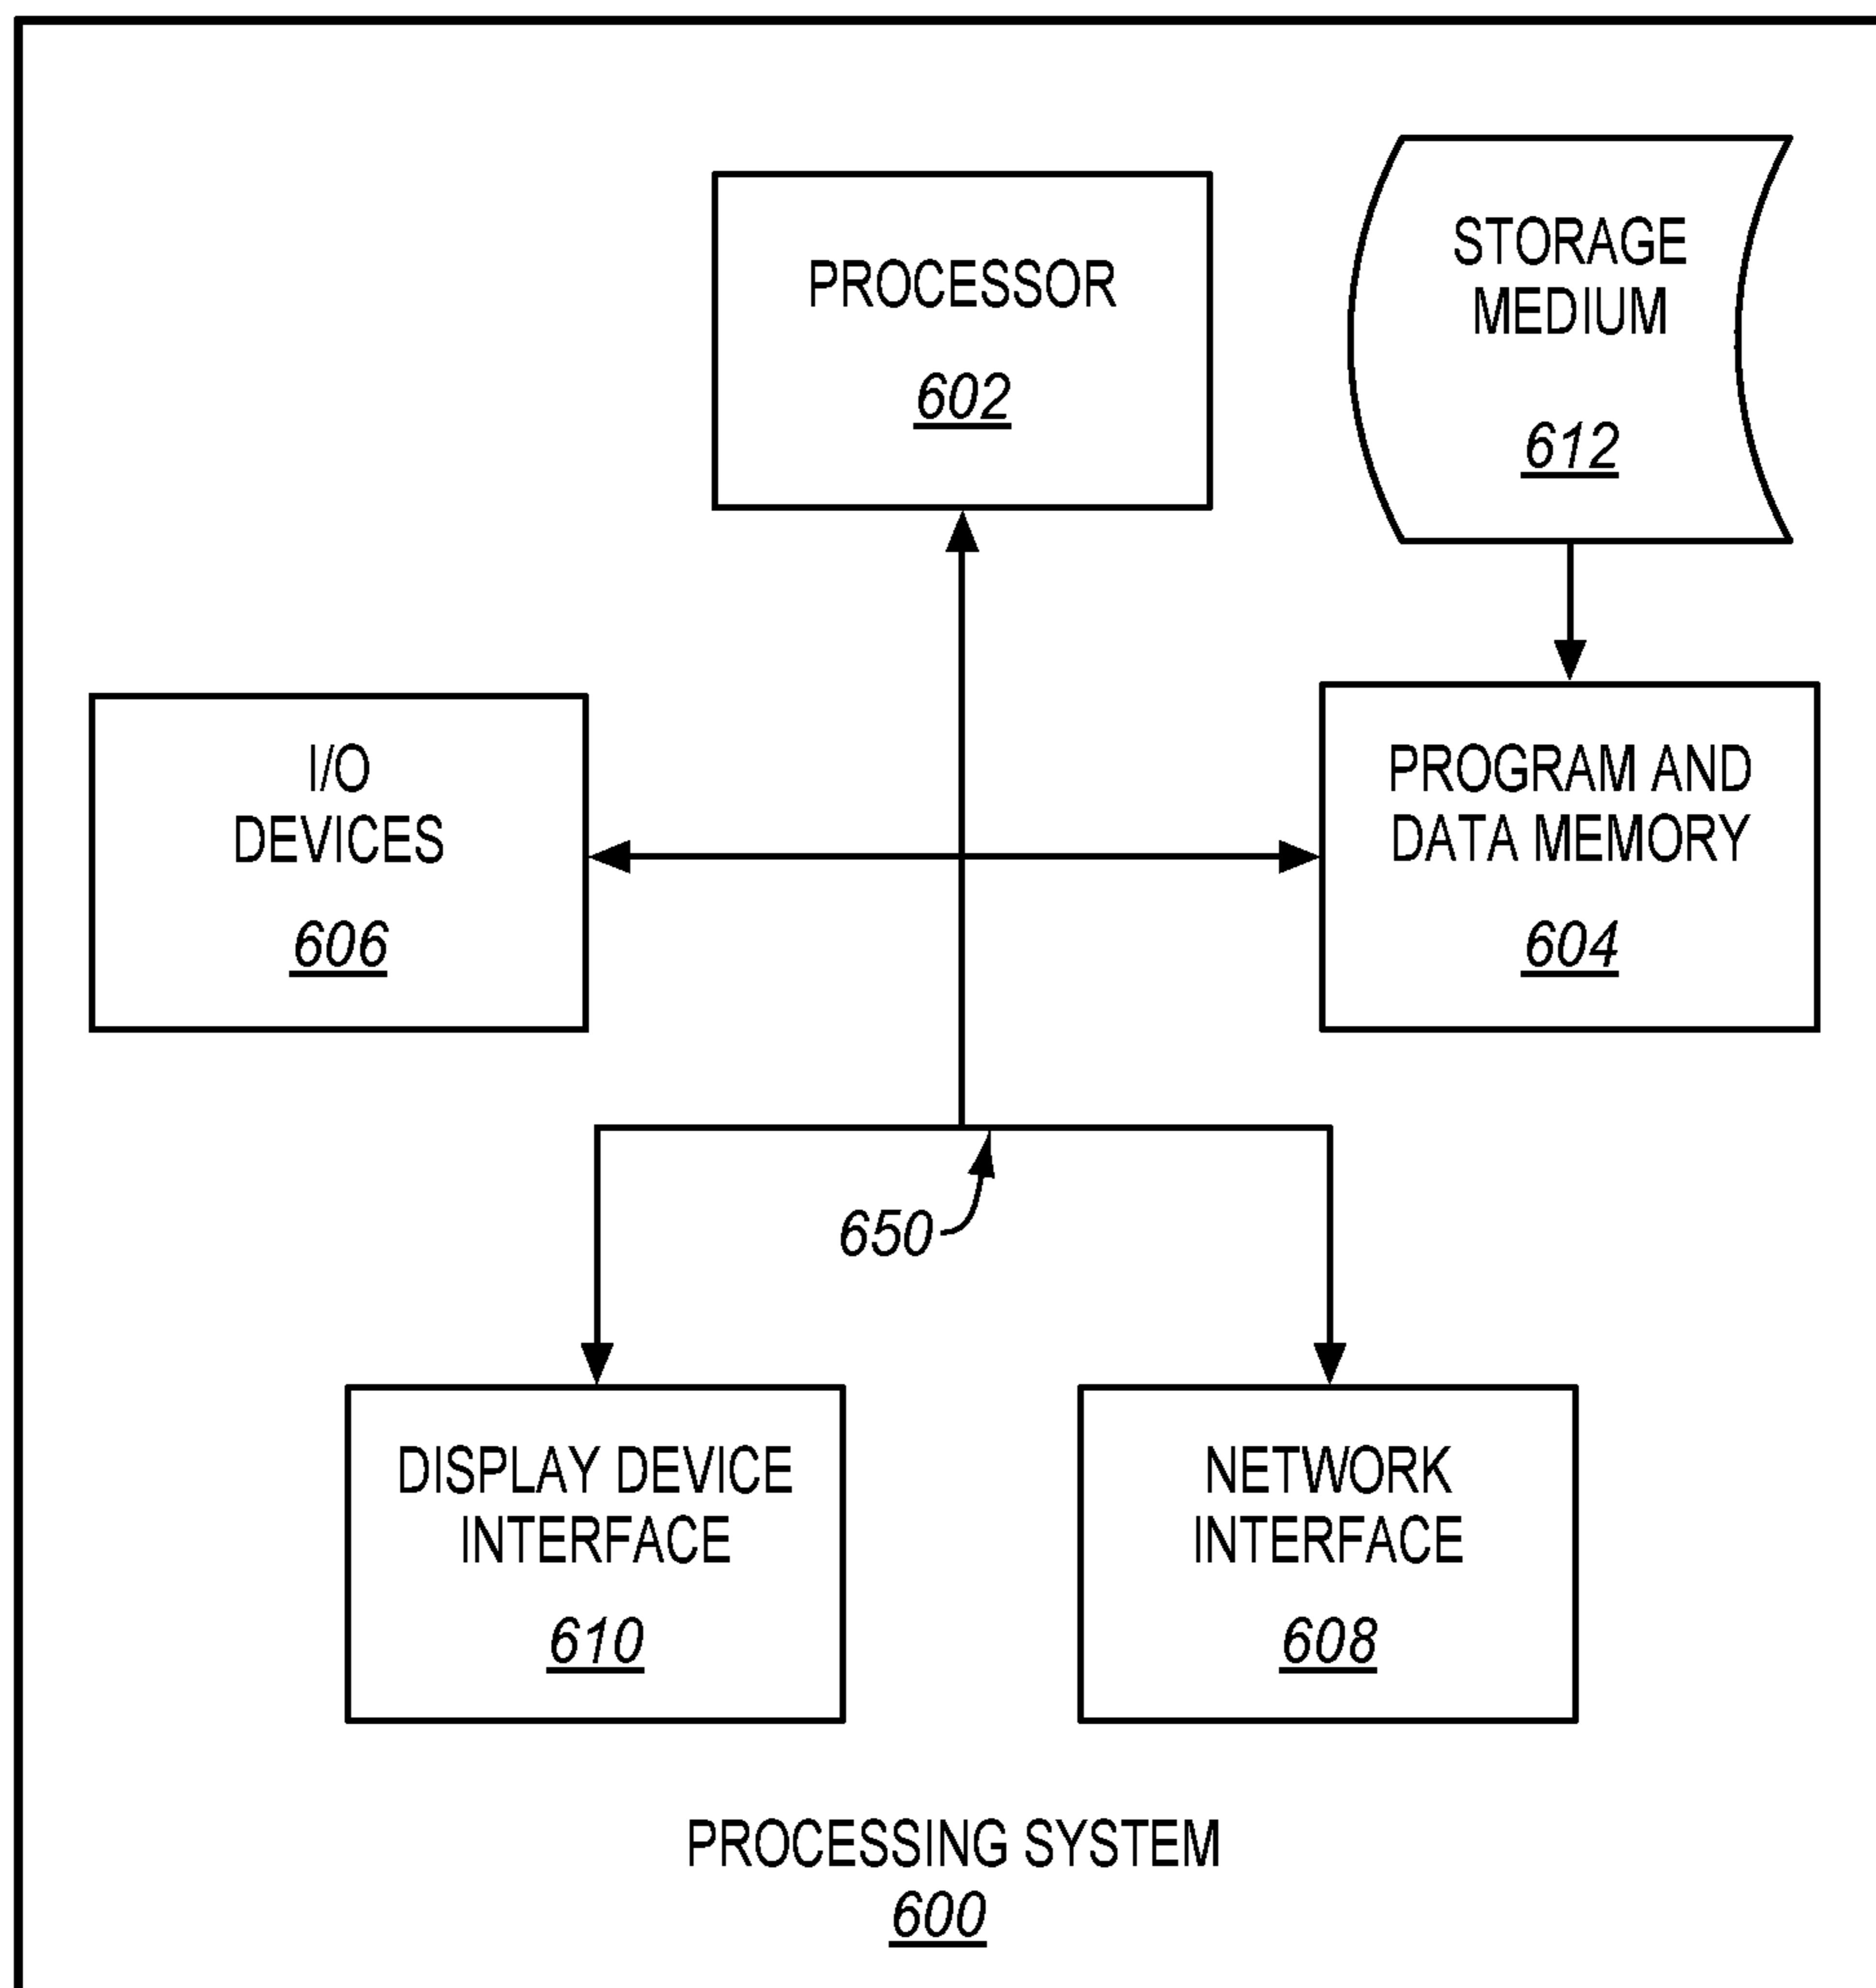 PROCESSOR
602
STORAGE
MEDIUM
612
I/O
DEVICES
606
PROGRAM AND
DATA MEMORY
604
650
DISPLAY DEVICE
INTERFACE
610
NETWORK
INTERFACE
608
PROCESSING SYSTEM
600